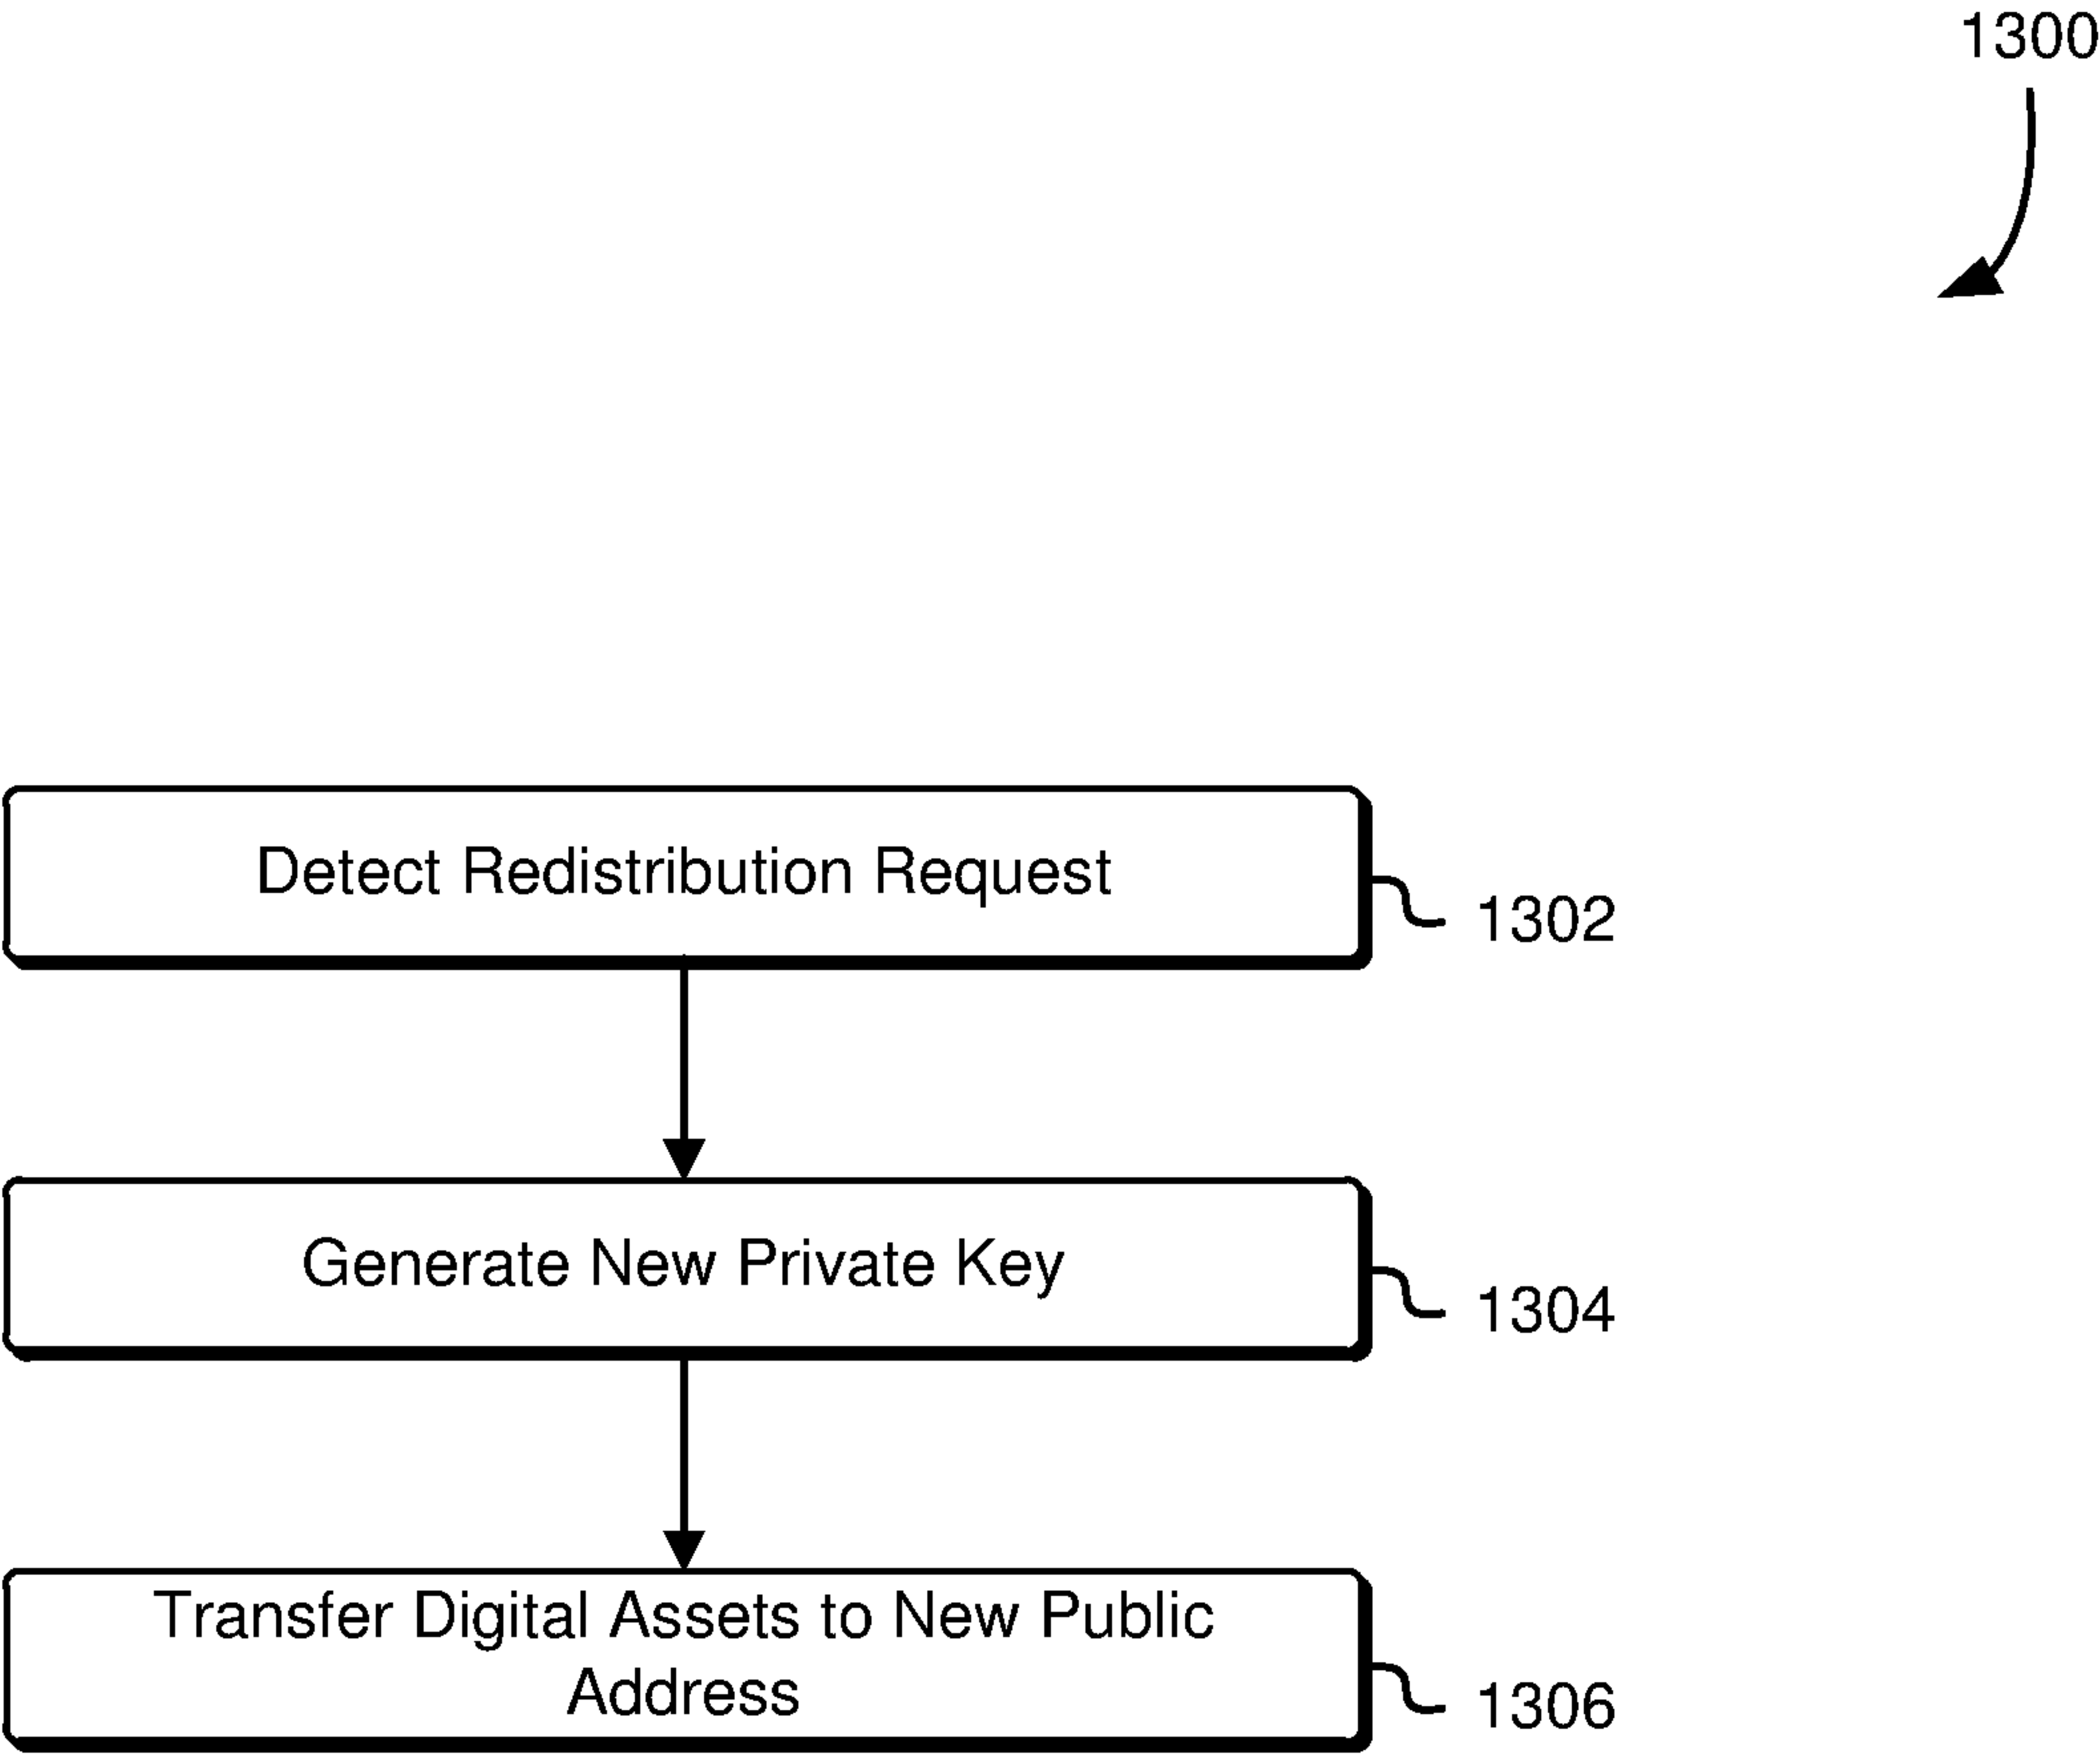 1300
Detect Redistribution Request
1302
Generate New Private Key
1304
Transfer Digital Assets to New Public
Address
1306